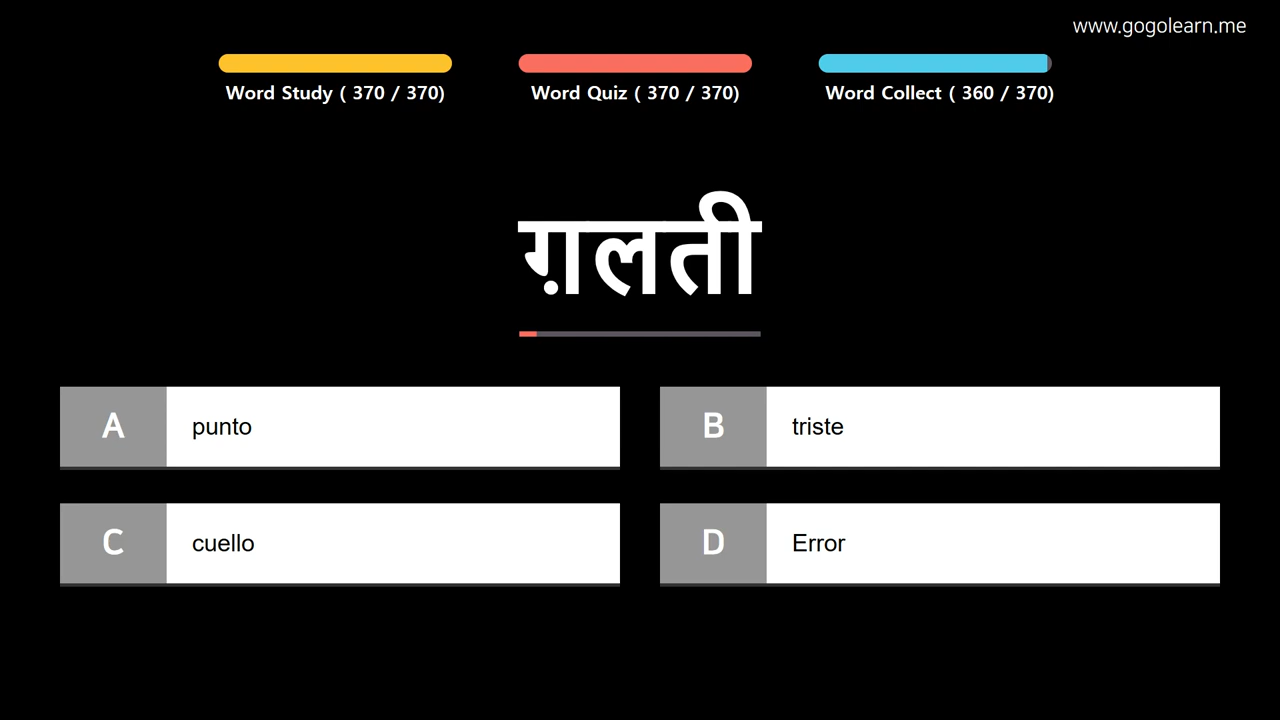 www.gogolearn.me
Word Study ( 370 / 370)
Word Quiz ( 370 / 370)
Word Collect ( 360 / 370)
ग़लती
A punto
B triste
C cuello
D Error